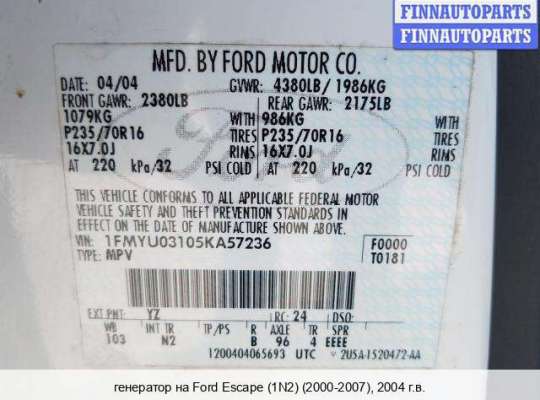 FINNAUTOPARTS
FINNAUTOPARTS
MFD. BY FORD MOTOR CO.
DATE: 04/04 GVWR: 4380LB/ 1986KG
FRONT GAWR: 2380LB REAR GAWR: 2175LB
1079KG WITH 986KG WITH
P235/70R16 TIRES P235/70R16 TIRES
16X7.0J RIMS 16X7.0J RIMS
AT 220 kPa/32 PSI COLD AT 220 kPa/32 PSI COLD
THIS VEHICLE CONFORMS TO ALL APPLICABLE FEDERAL MOTOR
VEHICLE SAFETY AND THEFT PREVENTION STANDARDS IN
EFFECT ON THE DATE OF MANUFACTURE SHOWN ABOVE.
VIN: 1FMYU03105KA57236 F0000
TYPE: MPV T0181
EXT PNT: YZ RC: 24 DSO:
WB INT TR TP/PS R AXLE TR SPR
103 N2 B 96 4 EEEE
1200404065693 UTC 2U5A-1520472-AA
генератор на Ford Escape (1N2) (2000-2007), 2004 г.в.